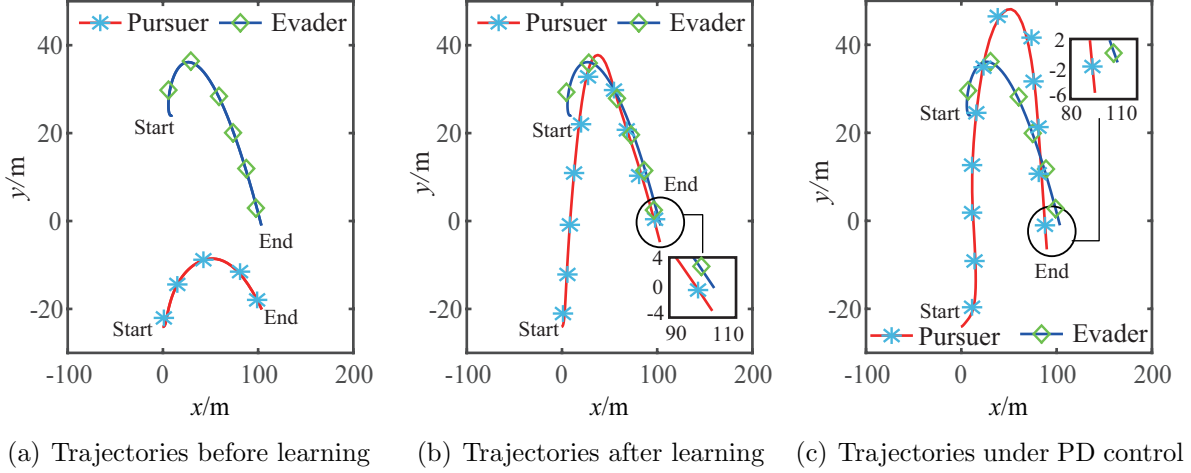 Pursuer Evader
40
20
0
-20
y/m
Start
End
Start
End
-100 0 100 200
x/m
(a) Trajectories before learning
Pursuer Evader
40
20
0
-20
y/m
Start
End
Start
4
0
-4
90 110
-100 0 100 200
x/m
(b) Trajectories after learning
Pursuer Evader
40
20
0
-20
y/m
2
-2
-6
80 110
Start
End
Start
Pursuer Evader
-100 0 100 200
x/m
(c) Trajectories under PD control